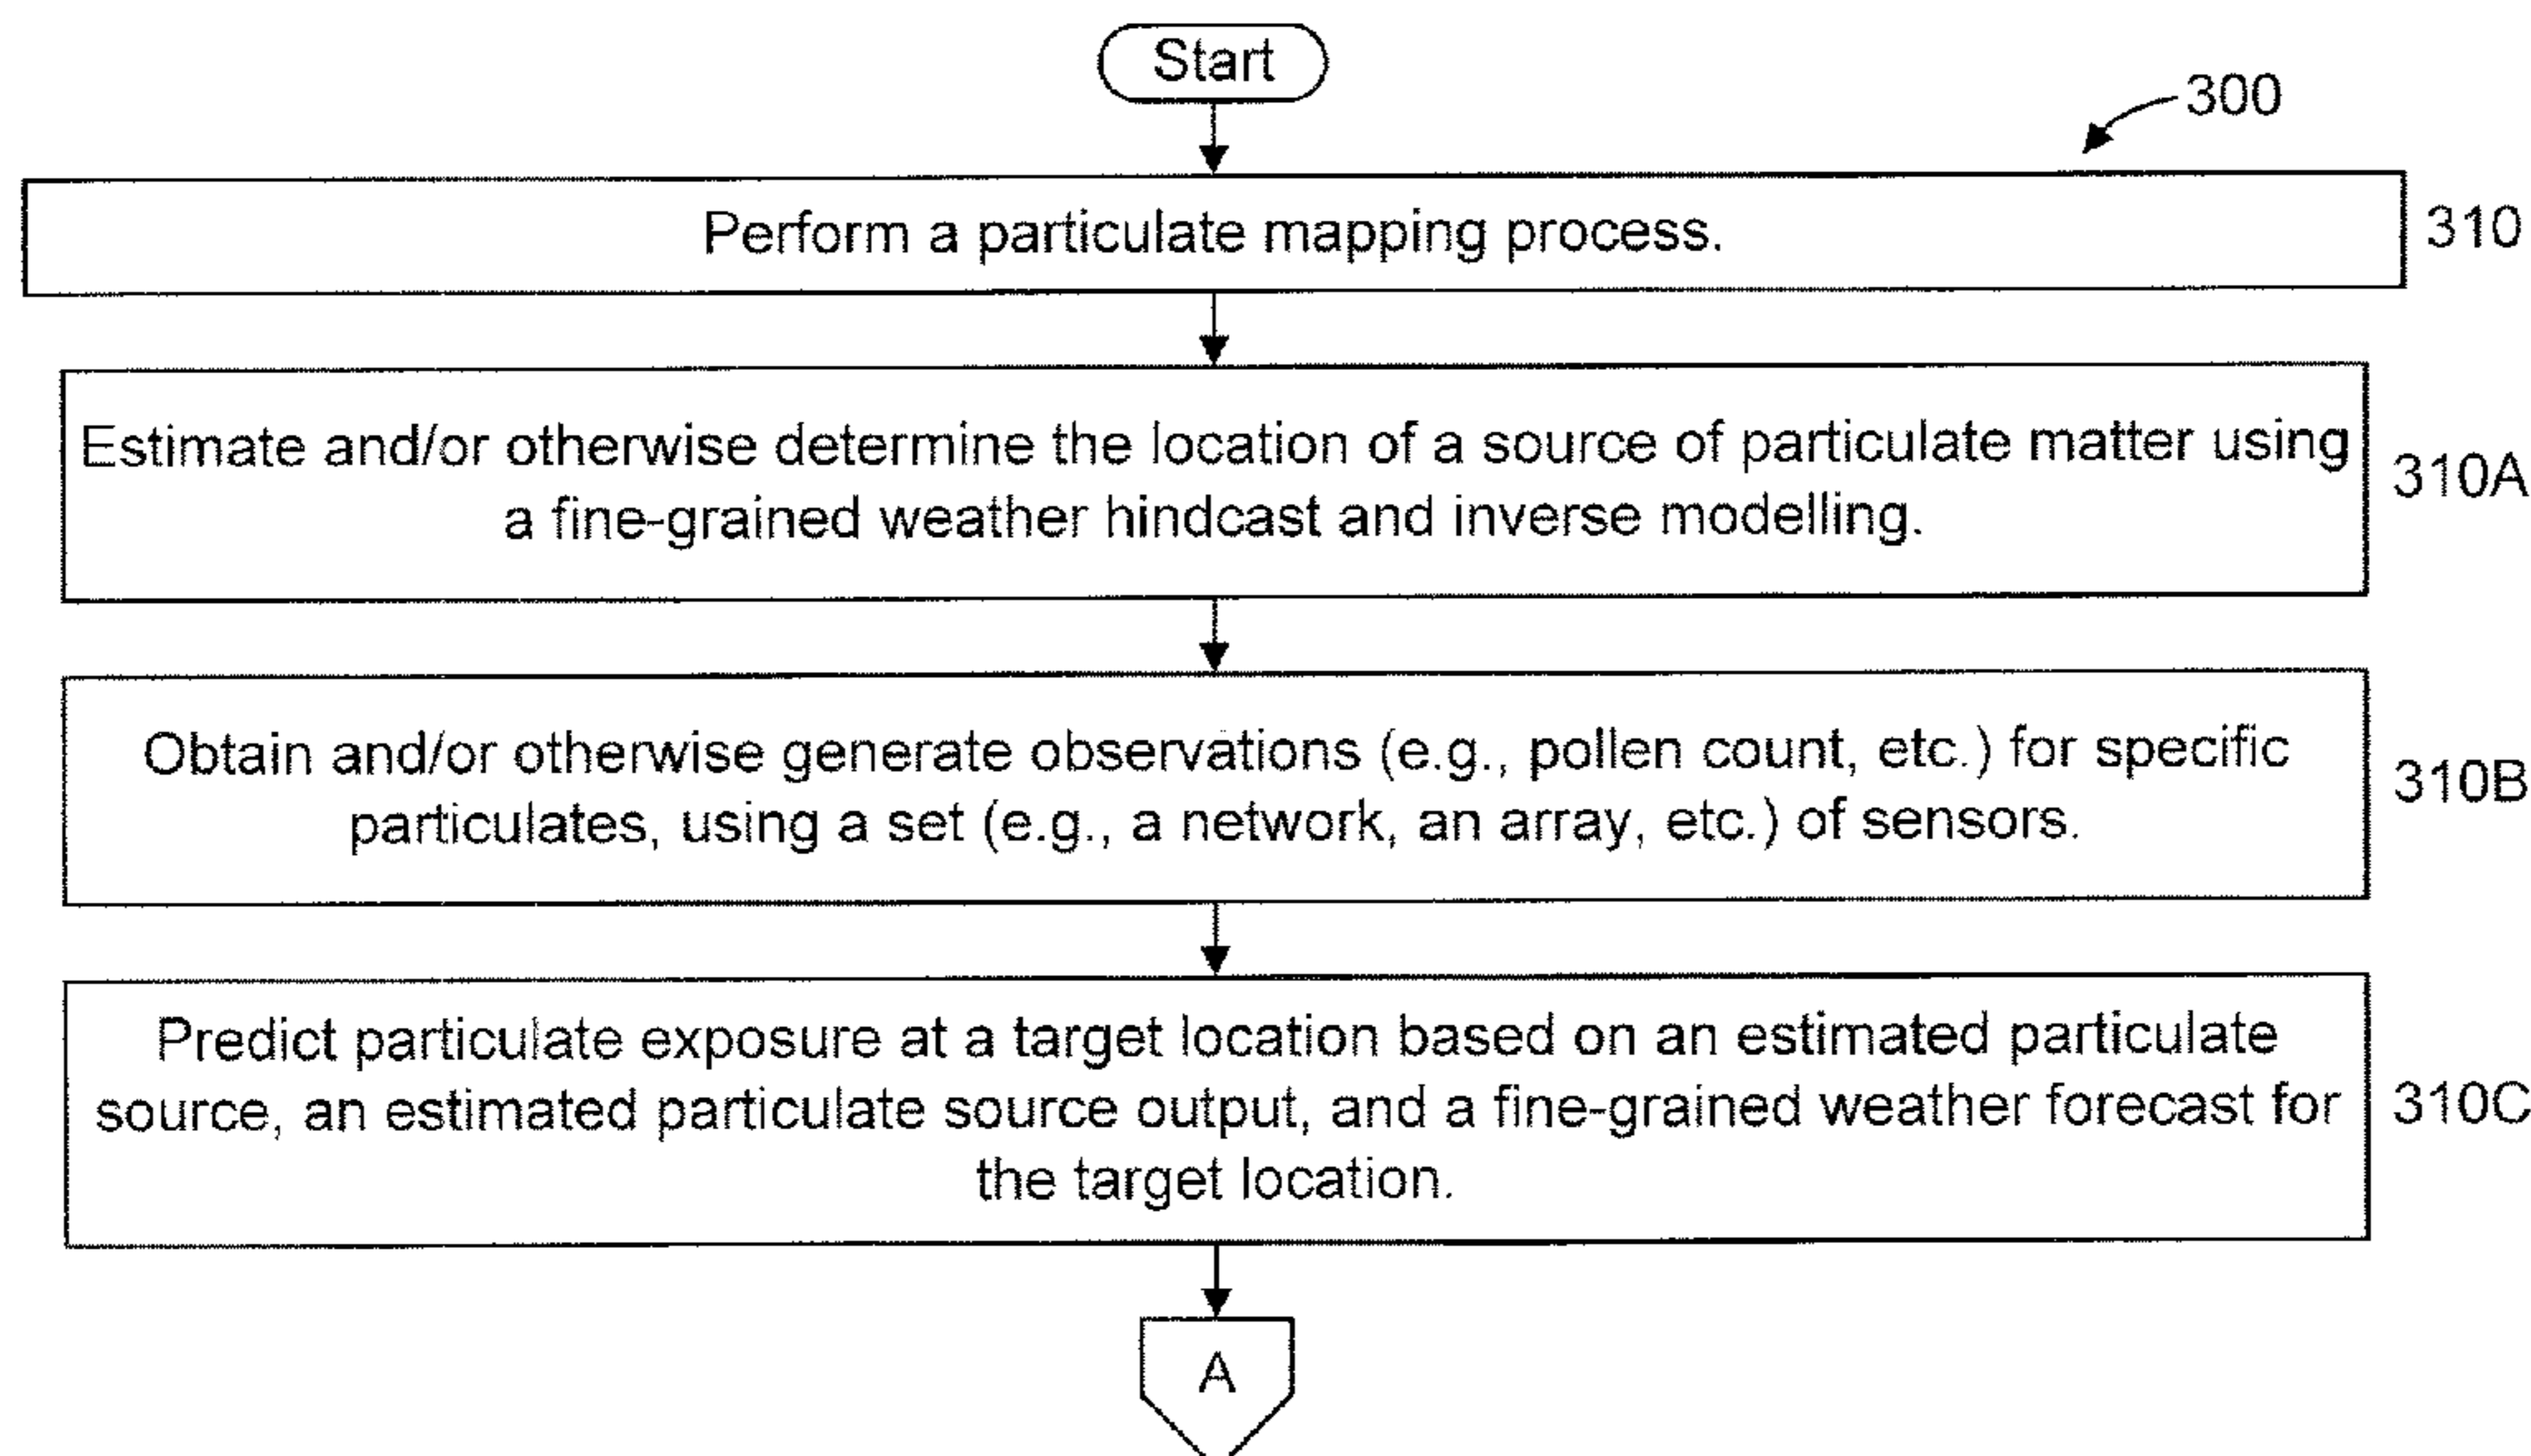 Start
300
Perform a particulate mapping process.
310
Estimate and/or otherwise determine the location of a source of particulate matter using
a fine-grained weather hindcast and inverse modelling.
310A
Obtain and/or otherwise generate observations (e.g., pollen count, etc.) for specific
particulates, using a set (e.g., a network, an array, etc.) of sensors.
310B
Predict particulate exposure at a target location based on an estimated particulate
source, an estimated particulate source output, and a fine-grained weather forecast for
the target location.
310C
A